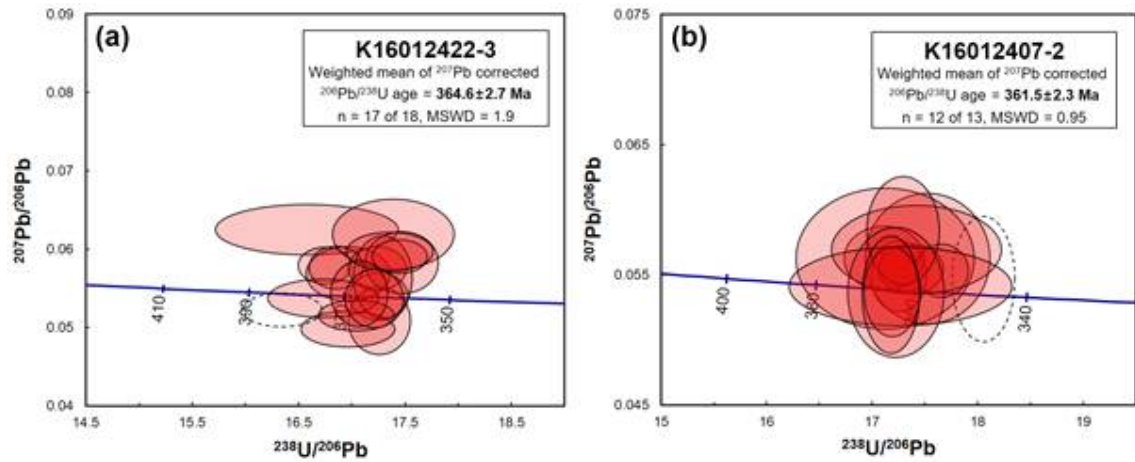 (a)
K16012422-3
Weighted mean of ²⁰⁷Pb corrected
²⁰⁶Pb/²³⁸U age = 364.6±2.7 Ma
n = 17 of 18, MSWD = 1.9
0.09
0.08
0.07
0.06
0.05
0.04
²⁰⁷Pb/²⁰⁶Pb
410
390
350
14.5
15.5
16.5
17.5
18.5
²³⁸U/²⁰⁶Pb
(b)
K16012407-2
Weighted mean of ²⁰⁷Pb corrected
²⁰⁶Pb/²³⁸U age = 361.5±2.3 Ma
n = 12 of 13, MSWD = 0.95
0.075
0.065
0.055
0.045
²⁰⁷Pb/²⁰⁶Pb
400
380
340
15
16
17
18
19
²³⁸U/²⁰⁶Pb